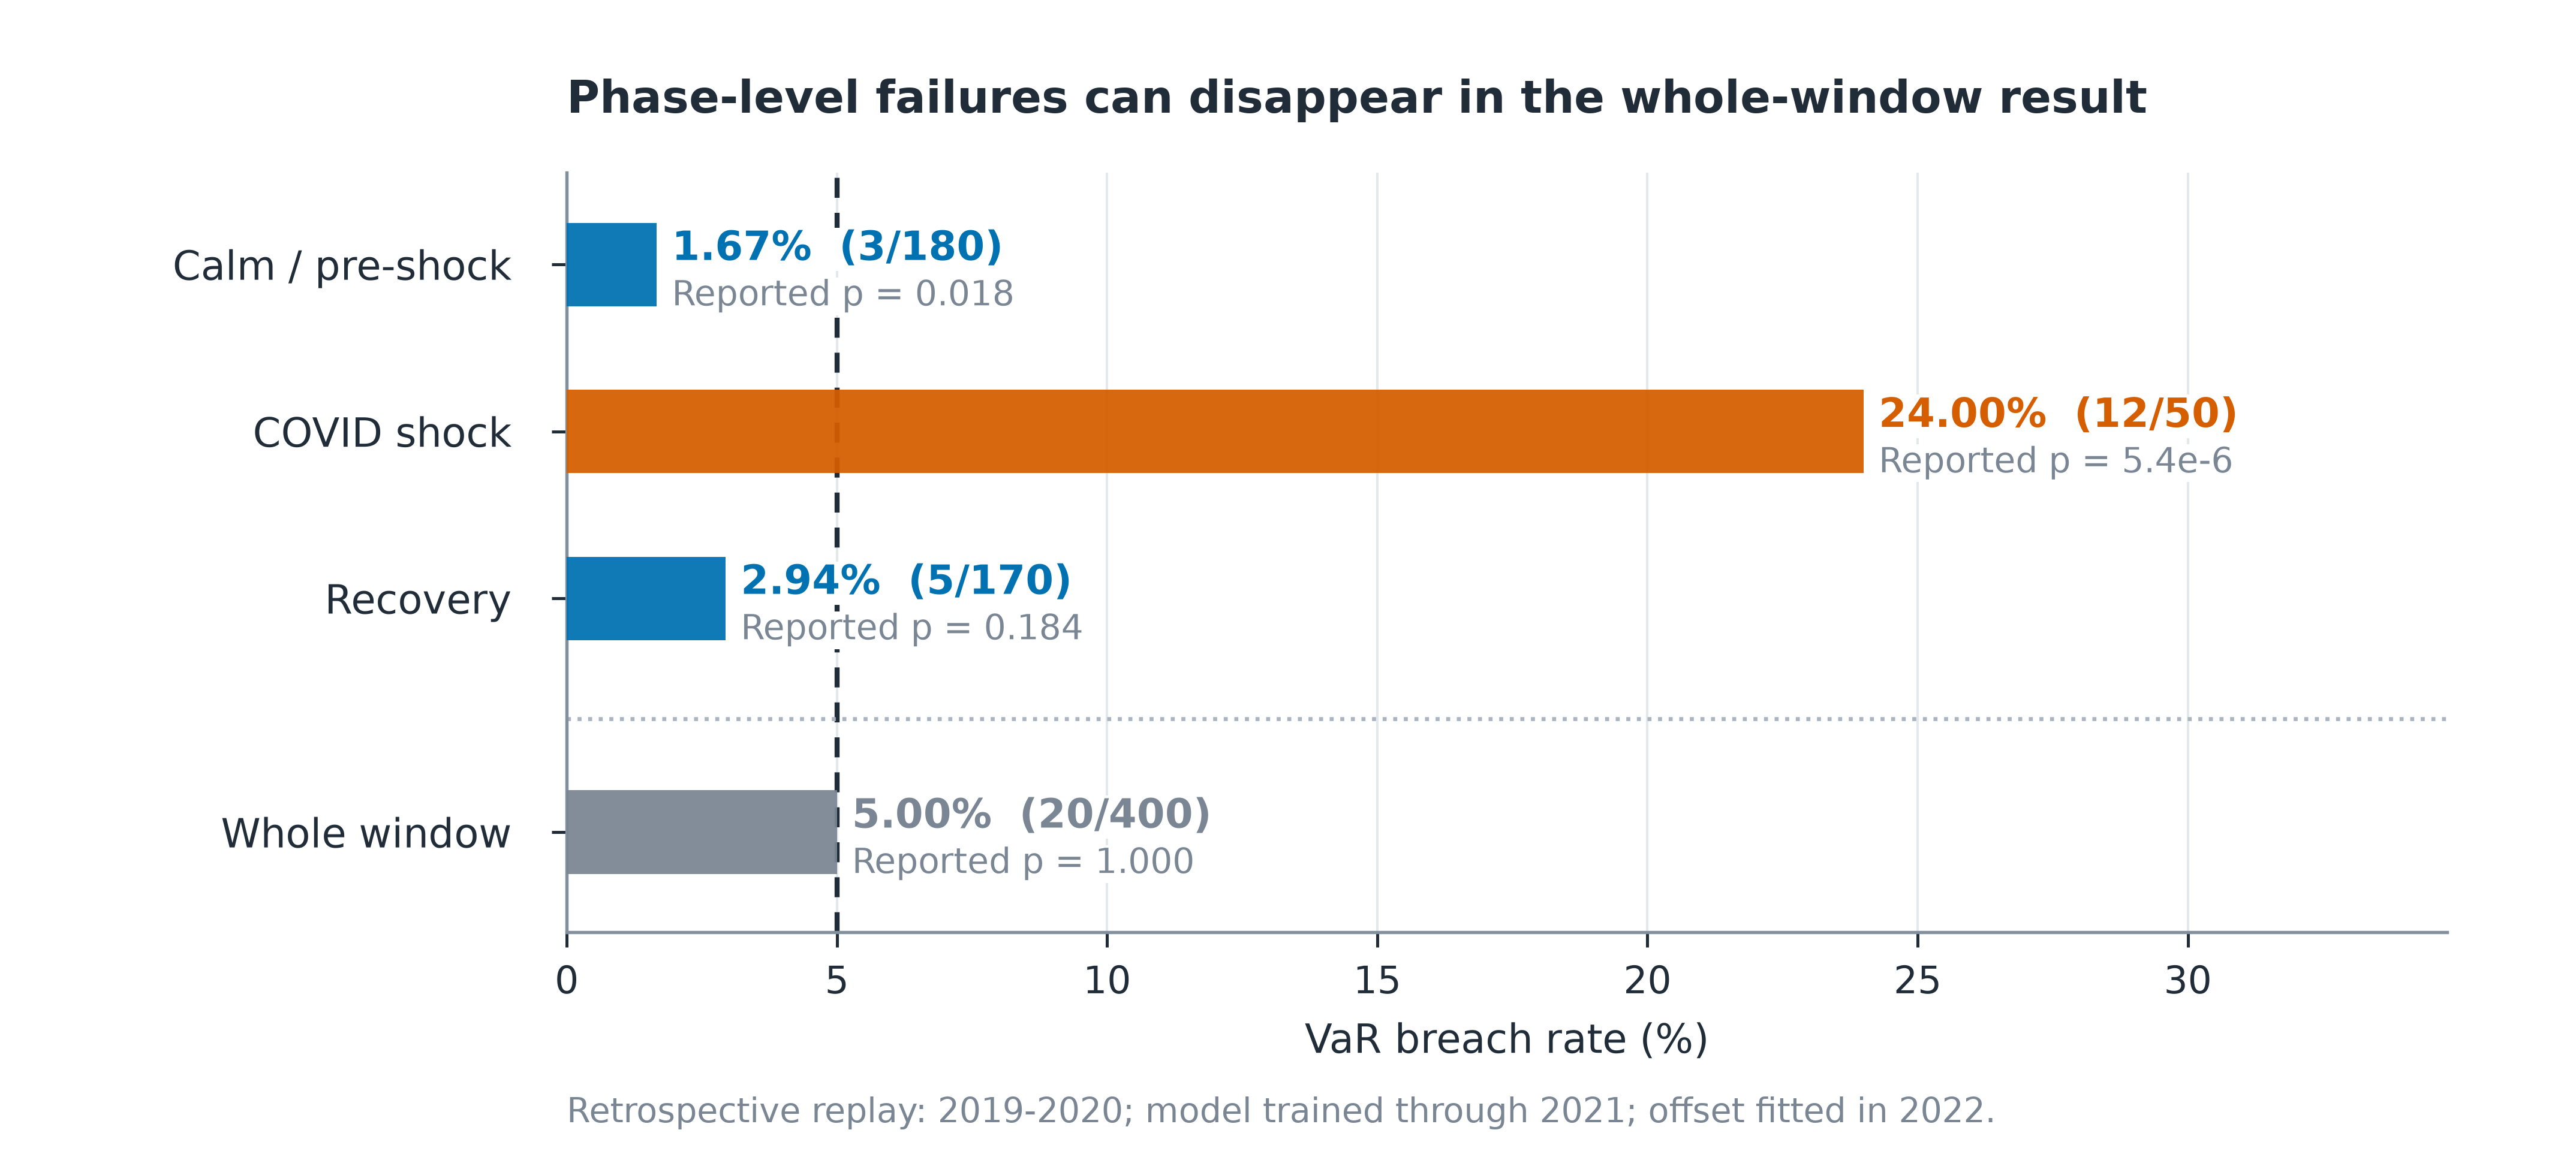 Phase-level failures can disappear in the whole-window result
Calm / pre-shock
1.67%  (3/180)
Reported p = 0.018
COVID shock
24.00%  (12/50)
Reported p = 5.4e-6
Recovery
2.94%  (5/170)
Reported p = 0.184
Whole window
5.00%  (20/400)
Reported p = 1.000
0 5 10 15 20 25 30
VaR breach rate (%)
Retrospective replay: 2019-2020; model trained through 2021; offset fitted in 2022.